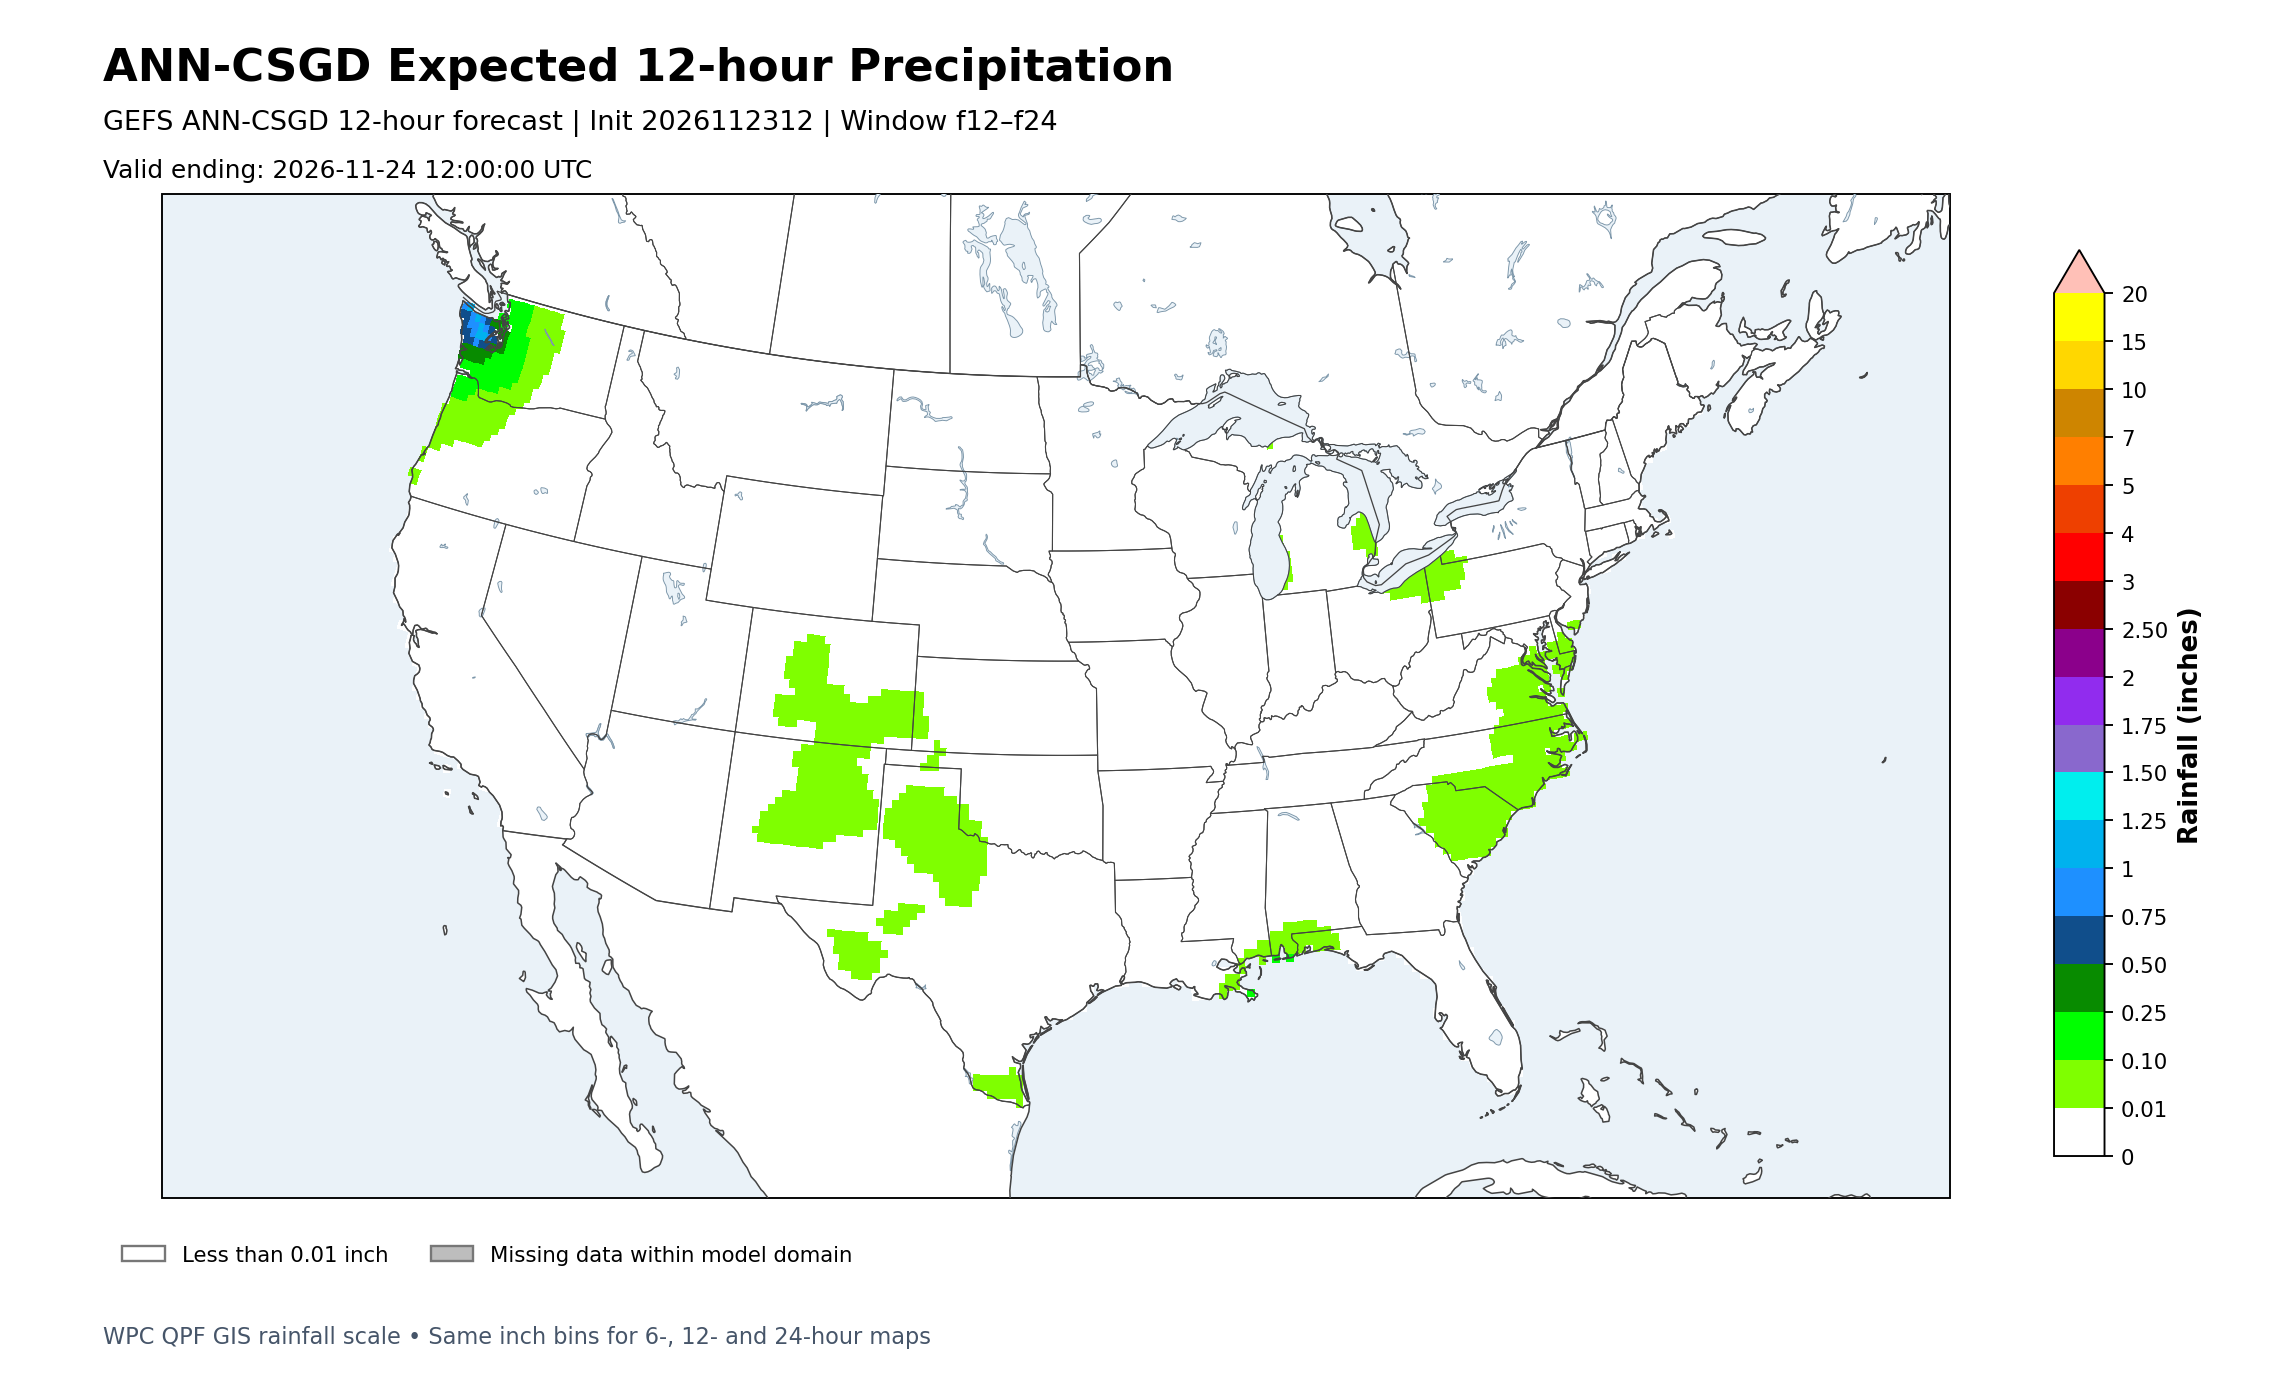 ANN-CSGD Expected 12-hour Precipitation
GEFS ANN-CSGD 12-hour forecast | Init 2026112312 | Window f12–f24
Valid ending: 2026-11-24 12:00:00 UTC
20
15
10
7
5
4
3
2.50
2
1.75
1.50
1.25
1
0.75
0.50
0.25
0.10
0.01
0
Rainfall (inches)
Less than 0.01 inch
Missing data within model domain
WPC QPF GIS rainfall scale • Same inch bins for 6-, 12- and 24-hour maps